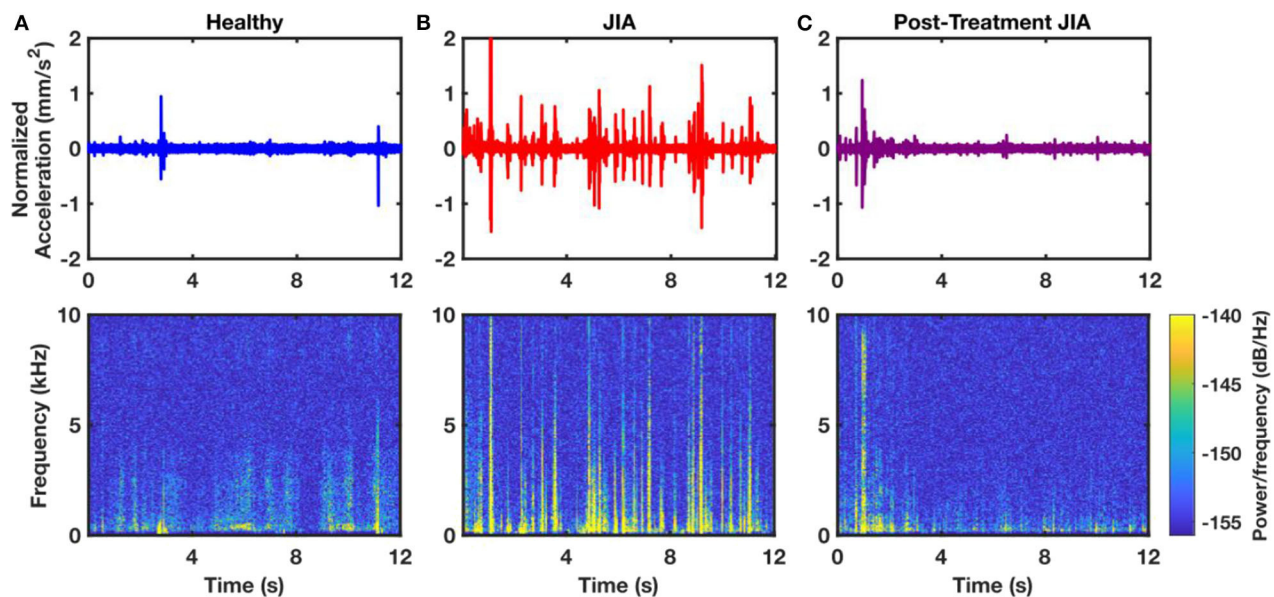 A Healthy
B JIA
C Post-Treatment JIA
Normalized
Acceleration (mm/s²)
2
1
0
-1
-2
0 4 8 12
2
1
0
-1
-2
0 4 8 12
2
1
0
-1
-2
0 4 8 12
Frequency (kHz)
10
5
0
0 4 8 12
Time (s)
10
5
0
0 4 8 12
Time (s)
10
5
0
0 4 8 12
Time (s)
-140
-145
-150
-155
Power/frequency (dB/Hz)